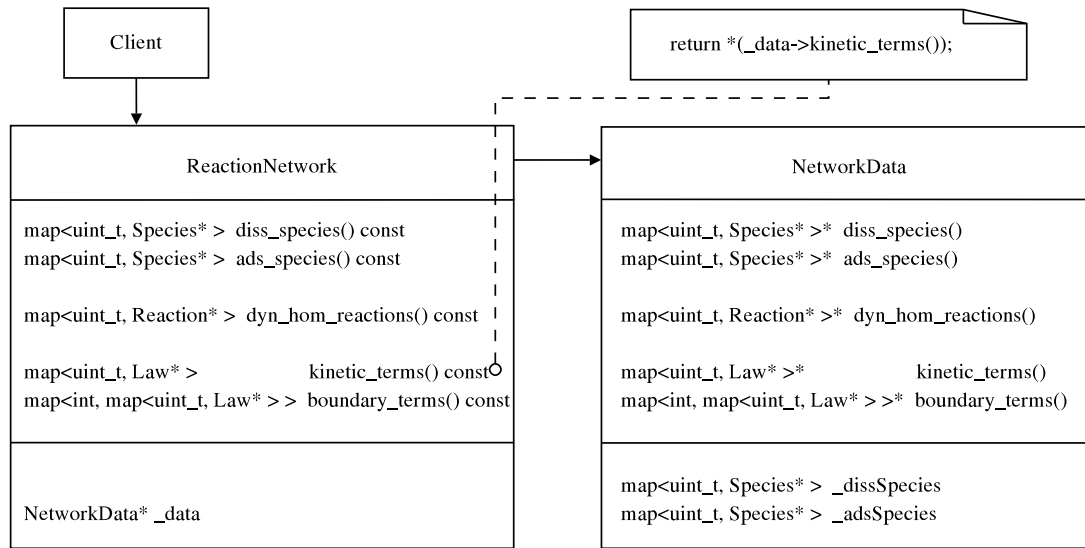 Client
return *(_data->kinetic_terms());
ReactionNetwork
map<uint_t, Species* > diss_species() const
map<uint_t, Species* > ads_species() const
map<uint_t, Reaction* > dyn_hom_reactions() const
map<uint_t, Law* > kinetic_terms() const
map<int, map<uint_t, Law* > > boundary_terms() const
NetworkData* _data
NetworkData
map<uint_t, Species* >* diss_species()
map<uint_t, Species* >* ads_species()
map<uint_t, Reaction* >* dyn_hom_reactions()
map<uint_t, Law* >* kinetic_terms()
map<int, map<uint_t, Law* > >* boundary_terms()
map<uint_t, Species* > _dissSpecies
map<uint_t, Species* > _adsSpecies